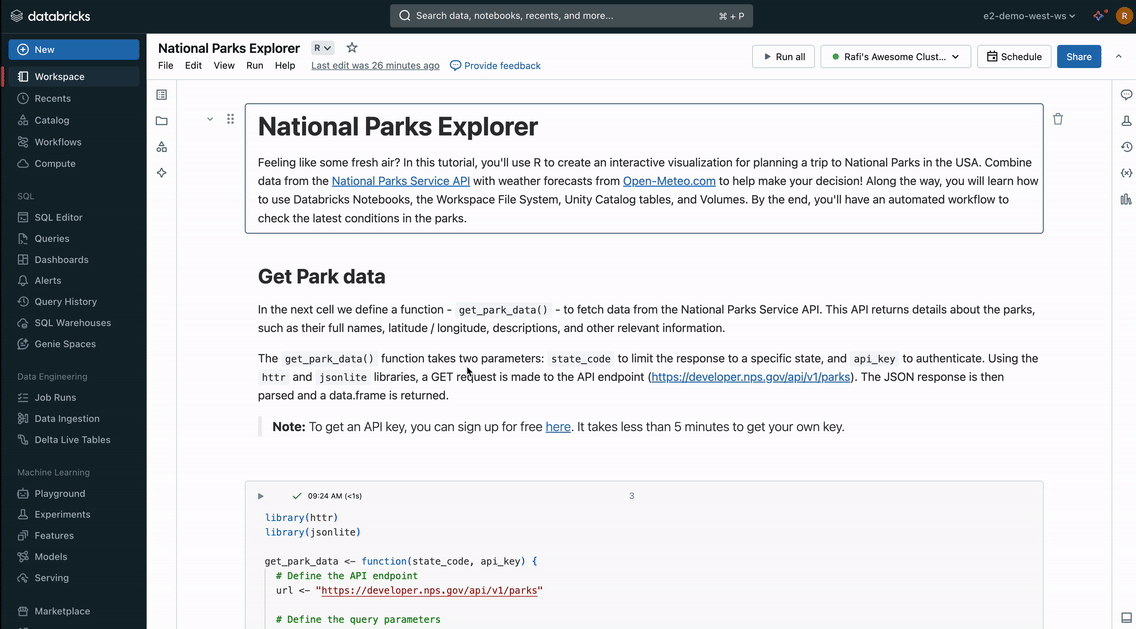 databricks
Search data, notebooks, recents, and more...
⌘ + P
e2-demo-west-ws
R
New
Workspace
Recents
Catalog
Workflows
Compute
SQL
SQL Editor
Queries
Dashboards
Alerts
Query History
SQL Warehouses
Genie Spaces
Data Engineering
Job Runs
Data Ingestion
Delta Live Tables
Machine Learning
Playground
Experiments
Features
Models
Serving
Marketplace
National Parks Explorer
R
File Edit View Run Help Last edit was 26 minutes ago Provide feedback
Run all
Rafi's Awesome Clust...
Schedule
Share
National Parks Explorer
Feeling like some fresh air? In this tutorial, you'll use R to create an interactive visualization for planning a trip to National Parks in the USA. Combine
data from the National Parks Service API with weather forecasts from Open-Meteo.com to help make your decision! Along the way, you will learn how
to use Databricks Notebooks, the Workspace File System, Unity Catalog tables, and Volumes. By the end, you'll have an automated workflow to
check the latest conditions in the parks.
Get Park data
In the next cell we define a function - get_park_data() - to fetch data from the National Parks Service API. This API returns details about the parks,
such as their full names, latitude / longitude, descriptions, and other relevant information.
The get_park_data() function takes two parameters: state_code to limit the response to a specific state, and api_key to authenticate. Using the
httr and jsonlite libraries, a GET request is made to the API endpoint (https://developer.nps.gov/api/v1/parks). The JSON response is then
parsed and a data.frame is returned.
Note: To get an API key, you can sign up for free here. It takes less than 5 minutes to get your own key.
09:24 AM (<1s)
3
library(httr)
library(jsonlite)
get_park_data <- function(state_code, api_key) {
# Define the API endpoint
url <- "https://developer.nps.gov/api/v1/parks"
# Define the query parameters